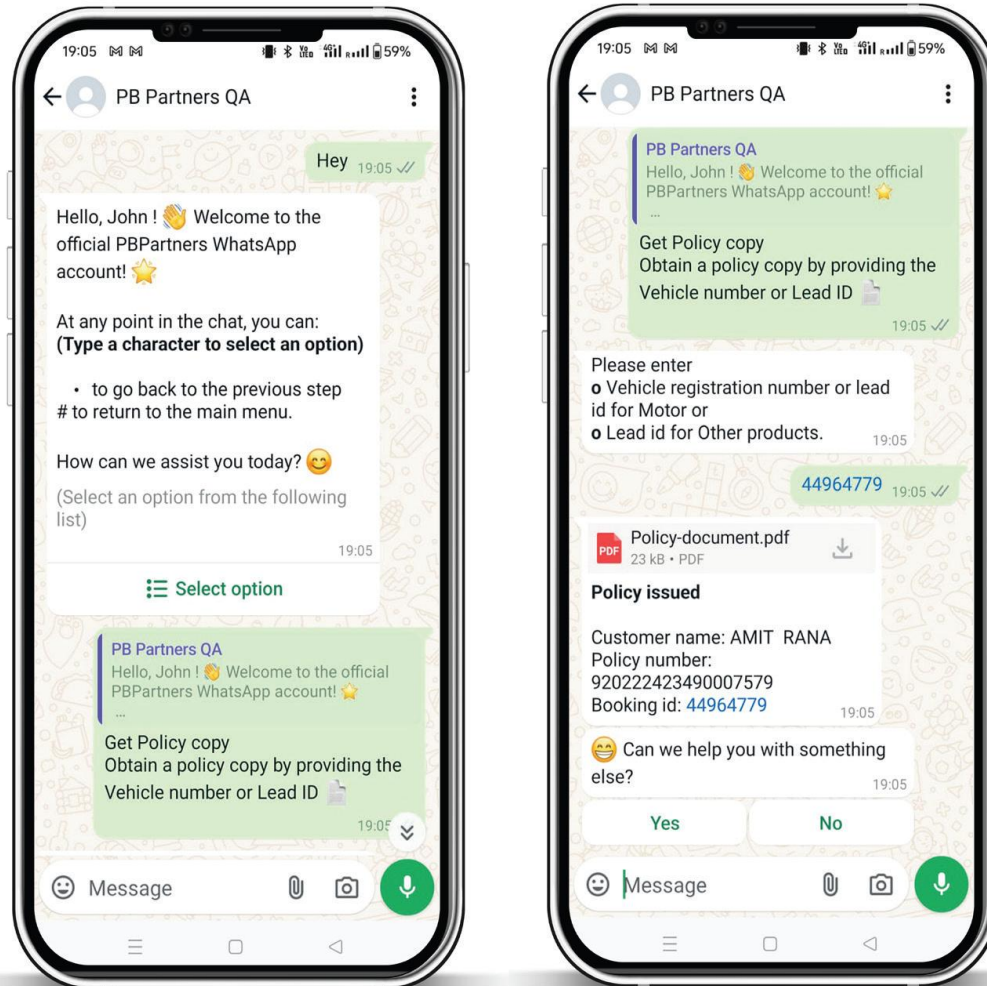 19:05
59%
PB Partners QA
Hey 19:05
Hello, John ! 👋 Welcome to the
official PBPartners WhatsApp
account! 🌟
At any point in the chat, you can:
(Type a character to select an option)
• to go back to the previous step
# to return to the main menu.
How can we assist you today? 😊
(Select an option from the following
list)
19:05
Select option
PB Partners QA
Hello, John ! 👋 Welcome to the official
PBPartners WhatsApp account! 🌟
...
Get Policy copy
Obtain a policy copy by providing the
Vehicle number or Lead ID 📄
19:05
Message
19:05
59%
PB Partners QA
PB Partners QA
Hello, John ! 👋 Welcome to the official
PBPartners WhatsApp account! 🌟
...
Get Policy copy
Obtain a policy copy by providing the
Vehicle number or Lead ID 📄
19:05
Please enter
o Vehicle registration number or lead
id for Motor or
o Lead id for Other products.
19:05
44964779 19:05
PDF
Policy-document.pdf
23 kB • PDF
Policy issued
Customer name: AMIT RANA
Policy number:
920222423490007579
Booking id: 44964779
19:05
😁 Can we help you with something
else?
19:05
Yes No
Message